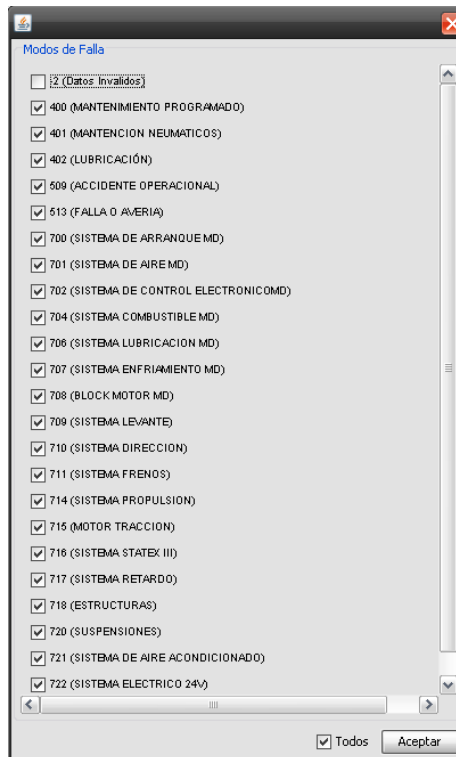 Modos de Falla
-2 (Datos Invalidos)
400 (MANTENIMIENTO PROGRAMADO)
401 (MANTENCION NEUMATICOS)
402 (LUBRICACIÓN)
509 (ACCIDENTE OPERACIONAL)
513 (FALLA O AVERIA)
700 (SISTEMA DE ARRANQUE MD)
701 (SISTEMA DE AIRE MD)
702 (SISTEMA DE CONTROL ELECTRONICOMD)
704 (SISTEMA COMBUSTIBLE MD)
706 (SISTEMA LUBRICACION MD)
707 (SISTEMA ENFRIAMIENTO MD)
708 (BLOCK MOTOR MD)
709 (SISTEMA LEVANTE)
710 (SISTEMA DIRECCION)
711 (SISTEMA FRENOS)
714 (SISTEMA PROPULSION)
715 (MOTOR TRACCION)
716 (SISTEMA STATEX III)
717 (SISTEMA RETARDO)
718 (ESTRUCTURAS)
720 (SUSPENSIONES)
721 (SISTEMA DE AIRE ACONDICIONADO)
722 (SISTEMA ELECTRICO 24V)
Todos Aceptar